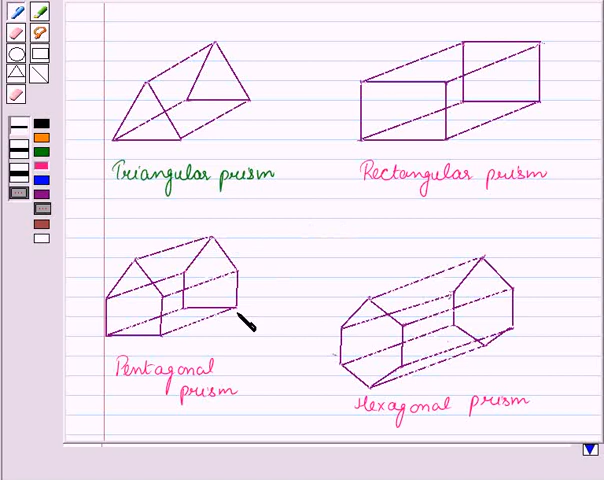 Triangular prism
Rectangular prism
Pentagonal
prism
Hexagonal prism